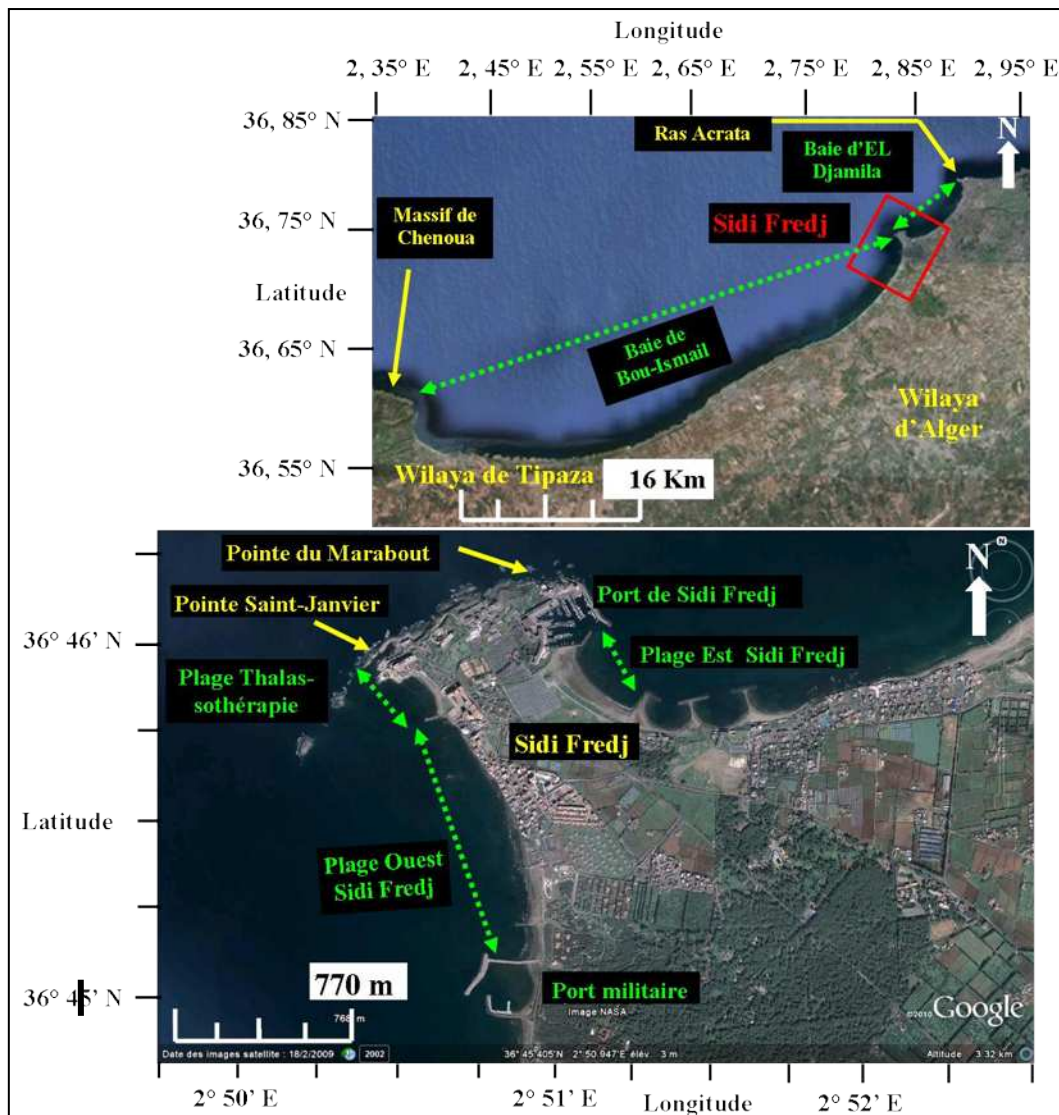 Longitude
2, 35° E 2, 45° E 2, 55° E 2, 65° E 2, 75° E 2, 85° E 2, 95° E
36, 85° N
Ras Acrata
N
Baie d'EL
Djamila
Massif de
Chenoua
36, 75° N
Sidi Fredj
Latitude
36, 65° N
Baie de
Bou-Ismail
Wilaya
d'Alger
36, 55° N
Wilaya de Tipaza
16 Km
Pointe du Marabout
N
N
Port de Sidi Fredj
Pointe Saint-Janvier
36° 46' N
Plage Est Sidi Fredj
Plage Thalas-
sothérapie
Sidi Fredj
Latitude
Plage Ouest
Sidi Fredj
770 m
Port militaire
36° 45' N
768 m
Image NASA
©2010 Google
Date des images satellite : 18/2/2009 2002 36° 45'405"N 2° 50.947'E élév. 3 m Altitude 3.32 km
2° 50' E 2° 51' E Longitude 2° 52' E